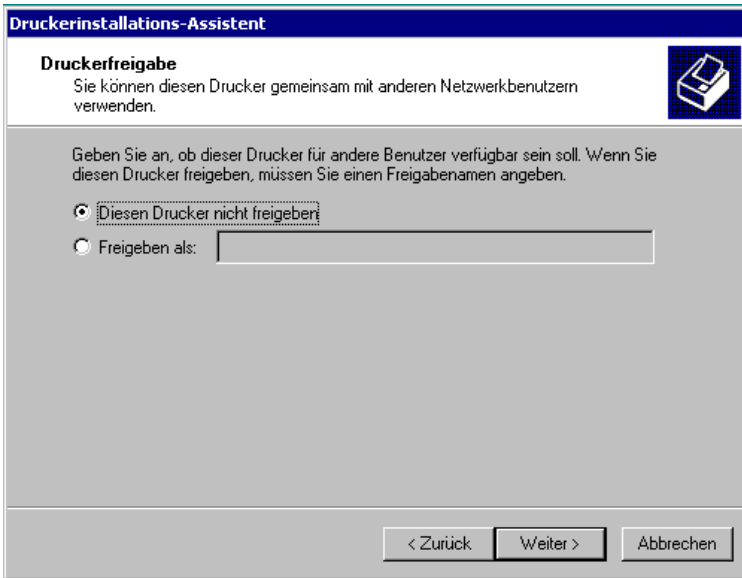 Druckerinstallations-Assistent
Druckerfreigabe
Sie können diesen Drucker gemeinsam mit anderen Netzwerkbenutzern
verwenden.
Geben Sie an, ob dieser Drucker für andere Benutzer verfügbar sein soll. Wenn Sie
diesen Drucker freigeben, müssen Sie einen Freigabenamen angeben.
Diesen Drucker nicht freigeben
Freigeben als:
< Zurück Weiter > Abbrechen